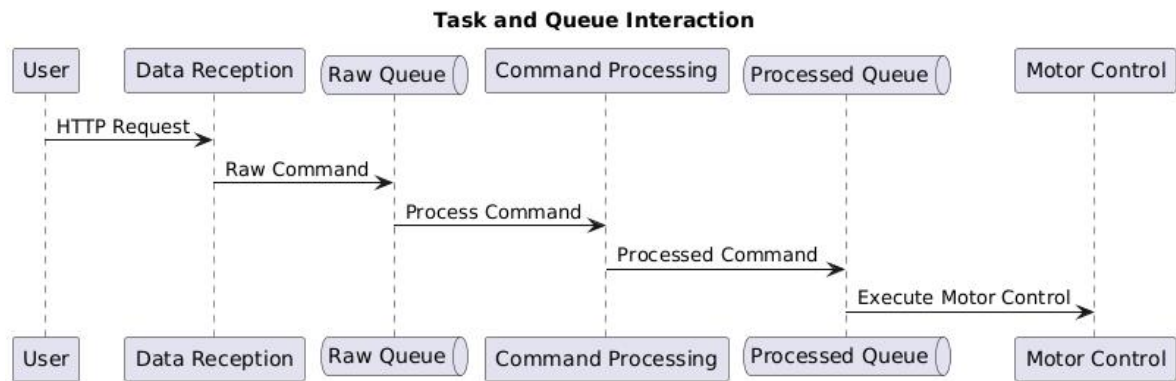 Task and Queue Interaction
User Data Reception Raw Queue Command Processing Processed Queue Motor Control
HTTP Request
Raw Command
Process Command
Processed Command
Execute Motor Control
User Data Reception Raw Queue Command Processing Processed Queue Motor Control